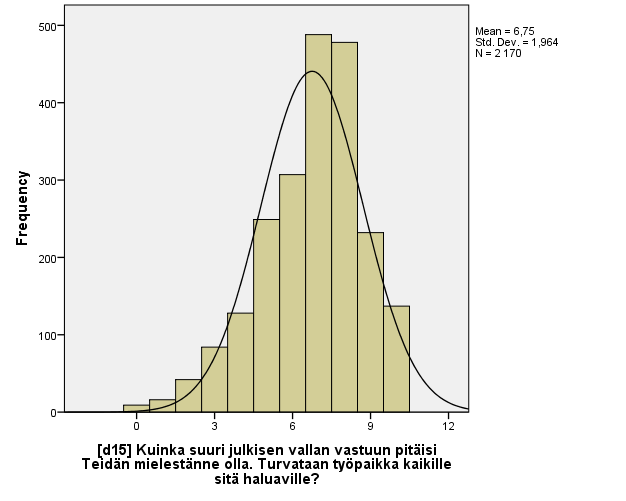 500
400
300
200
100
0
Frequency
0 3 6 9 12
[d15] Kuinka suuri julkisen vallan vastuun pitäisi
Teidän mielestänne olla. Turvataan työpaikka kaikille
sitä haluaville?
Mean = 6,75
Std. Dev. = 1,964
N = 2 170